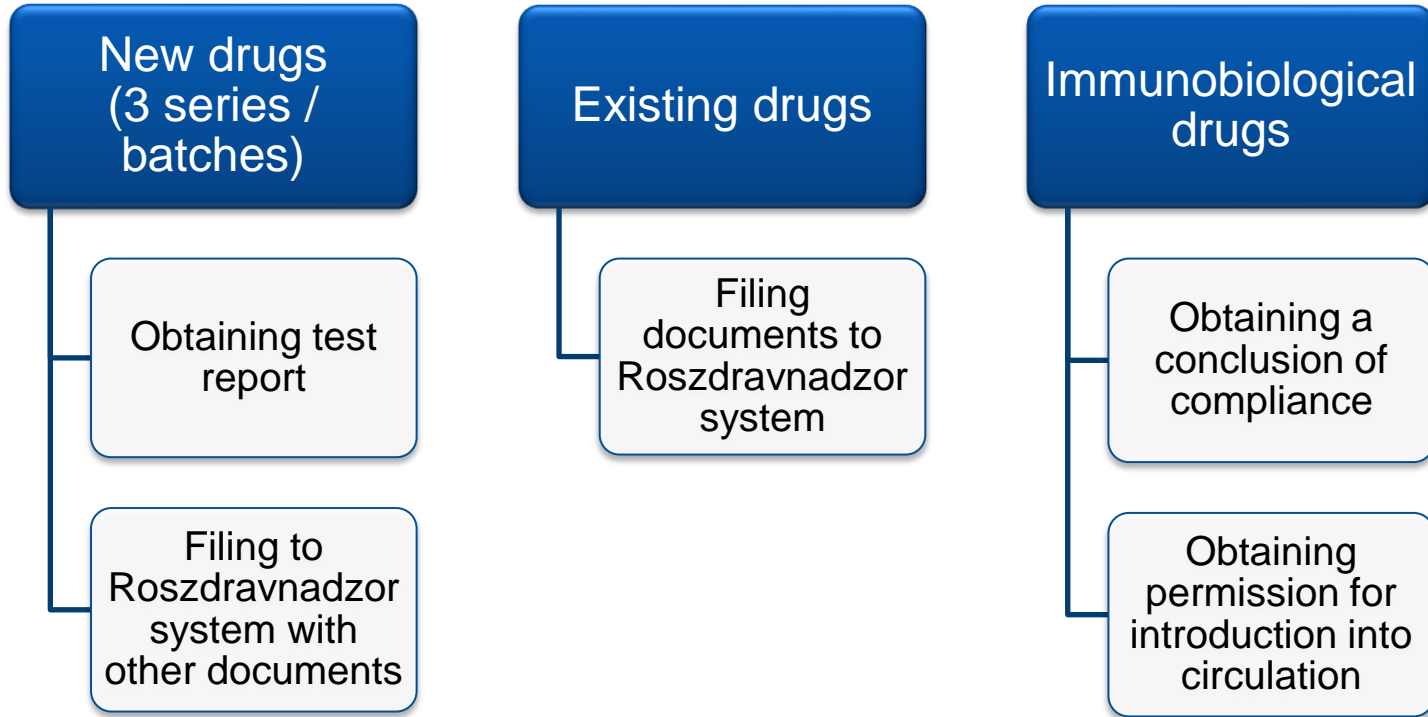 New drugs
(3 series /
batches)
Obtaining test
report
Filing to
Roszdravnadzor
system with
other documents
Existing drugs
Filing
documents to
Roszdravnadzor
system
Immunobiological
drugs
Obtaining a
conclusion of
compliance
Obtaining
permission for
introduction into
circulation